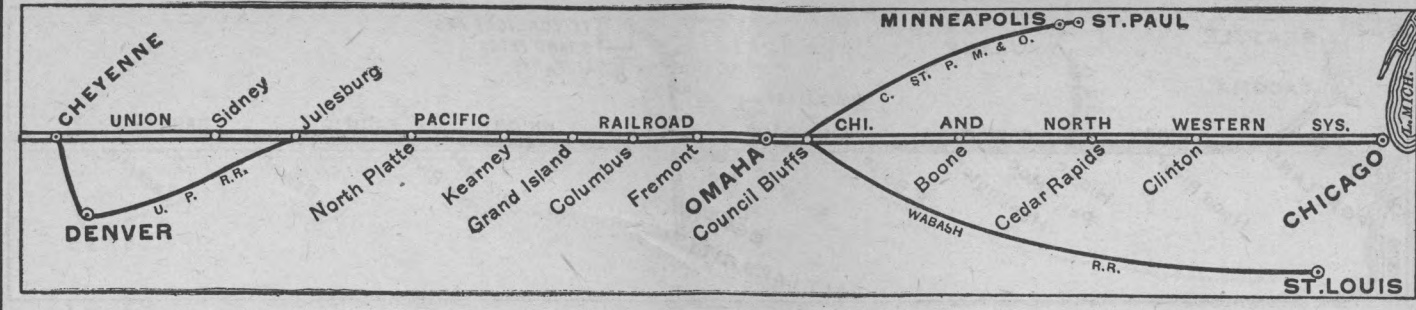 MINNEAPOLIS ST. PAUL
C. ST. P. M. & O.
L. MICH.
CHEYENNE
Sidney
Julesburg
UNION PACIFIC RAILROAD CHI. AND NORTH WESTERN SYS.
North Platte
Kearney
Grand Island
Columbus
Fremont
OMAHA
Council Bluffs
Boone
Cedar Rapids
Clinton
CHICAGO
U. P. R.R.
DENVER
WABASH R.R.
ST. LOUIS